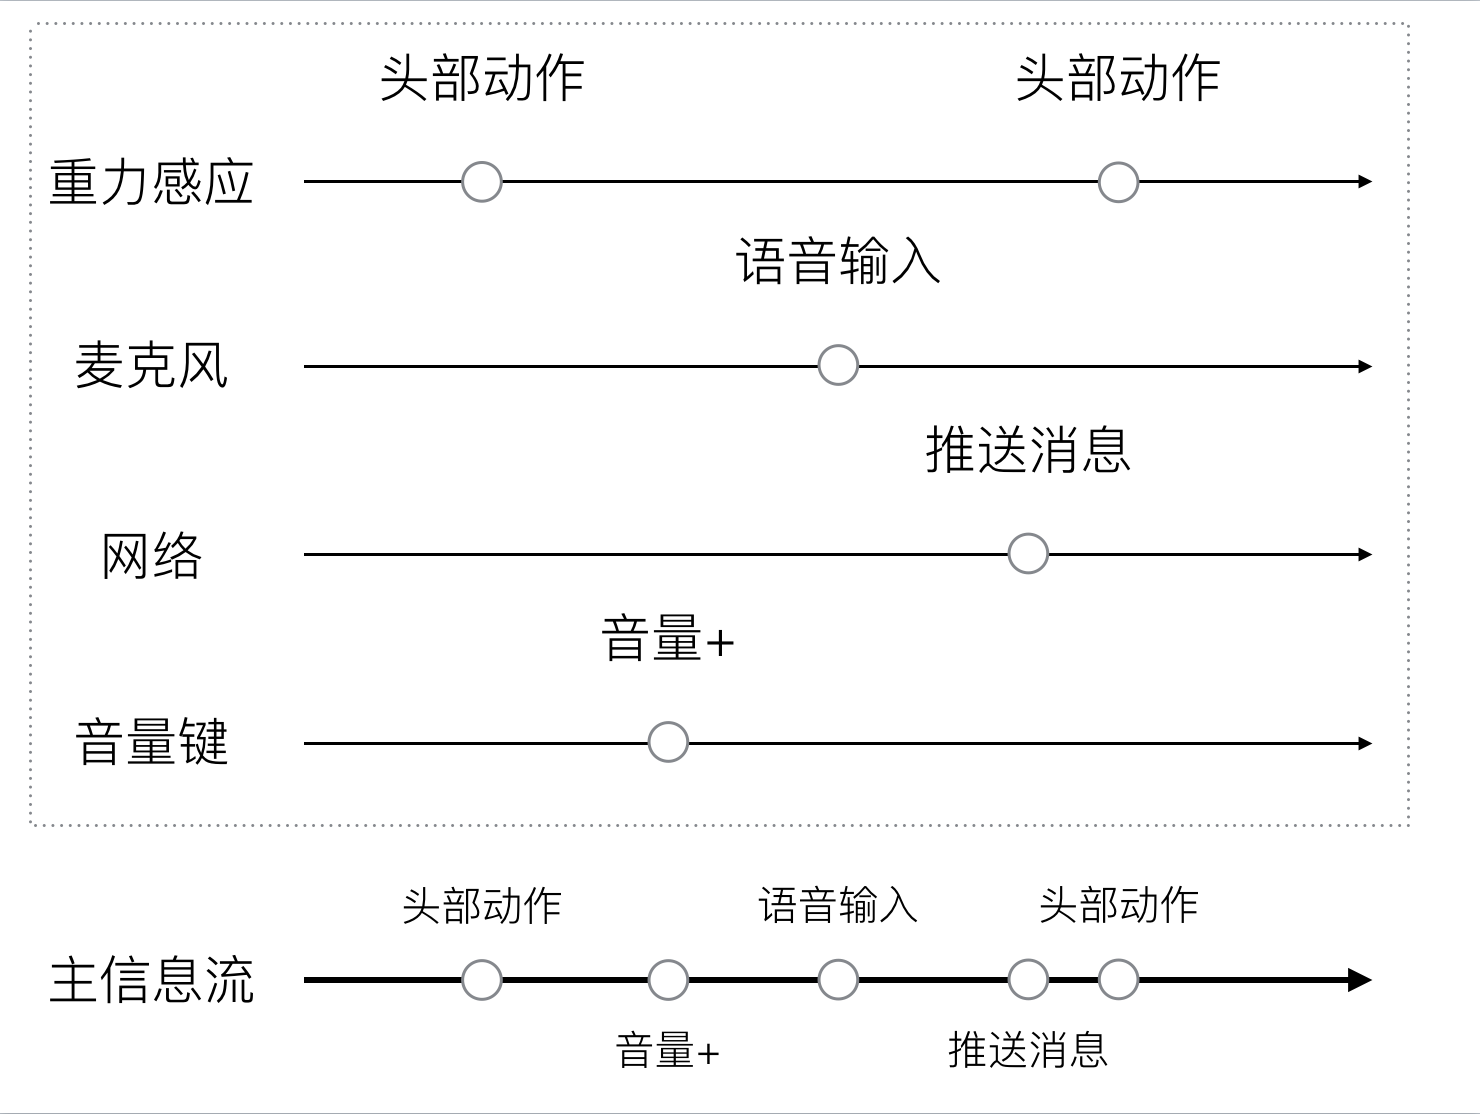 头部动作
头部动作
重力感应
语音输入
麦克风
推送消息
网络
音量+
音量键
头部动作
语音输入
头部动作
主信息流
音量+
推送消息